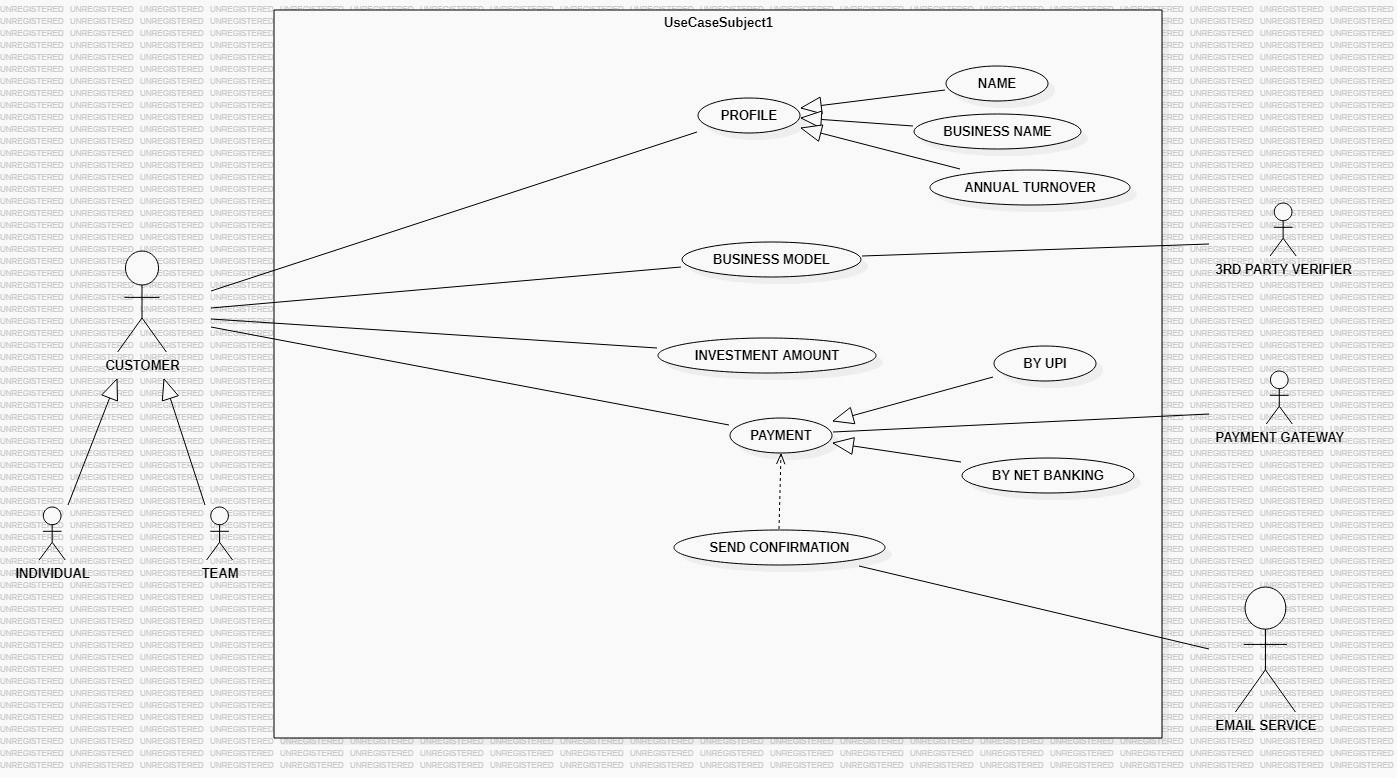 UseCaseSubject1
NAME
PROFILE
BUSINESS NAME
ANNUAL TURNOVER
BUSINESS MODEL
3RD PARTY VERIFIER
CUSTOMER
INVESTMENT AMOUNT
BY UPI
PAYMENT
PAYMENT GATEWAY
BY NET BANKING
SEND CONFIRMATION
INDIVIDUAL
TEAM
EMAIL SERVICE
UNREGISTERED